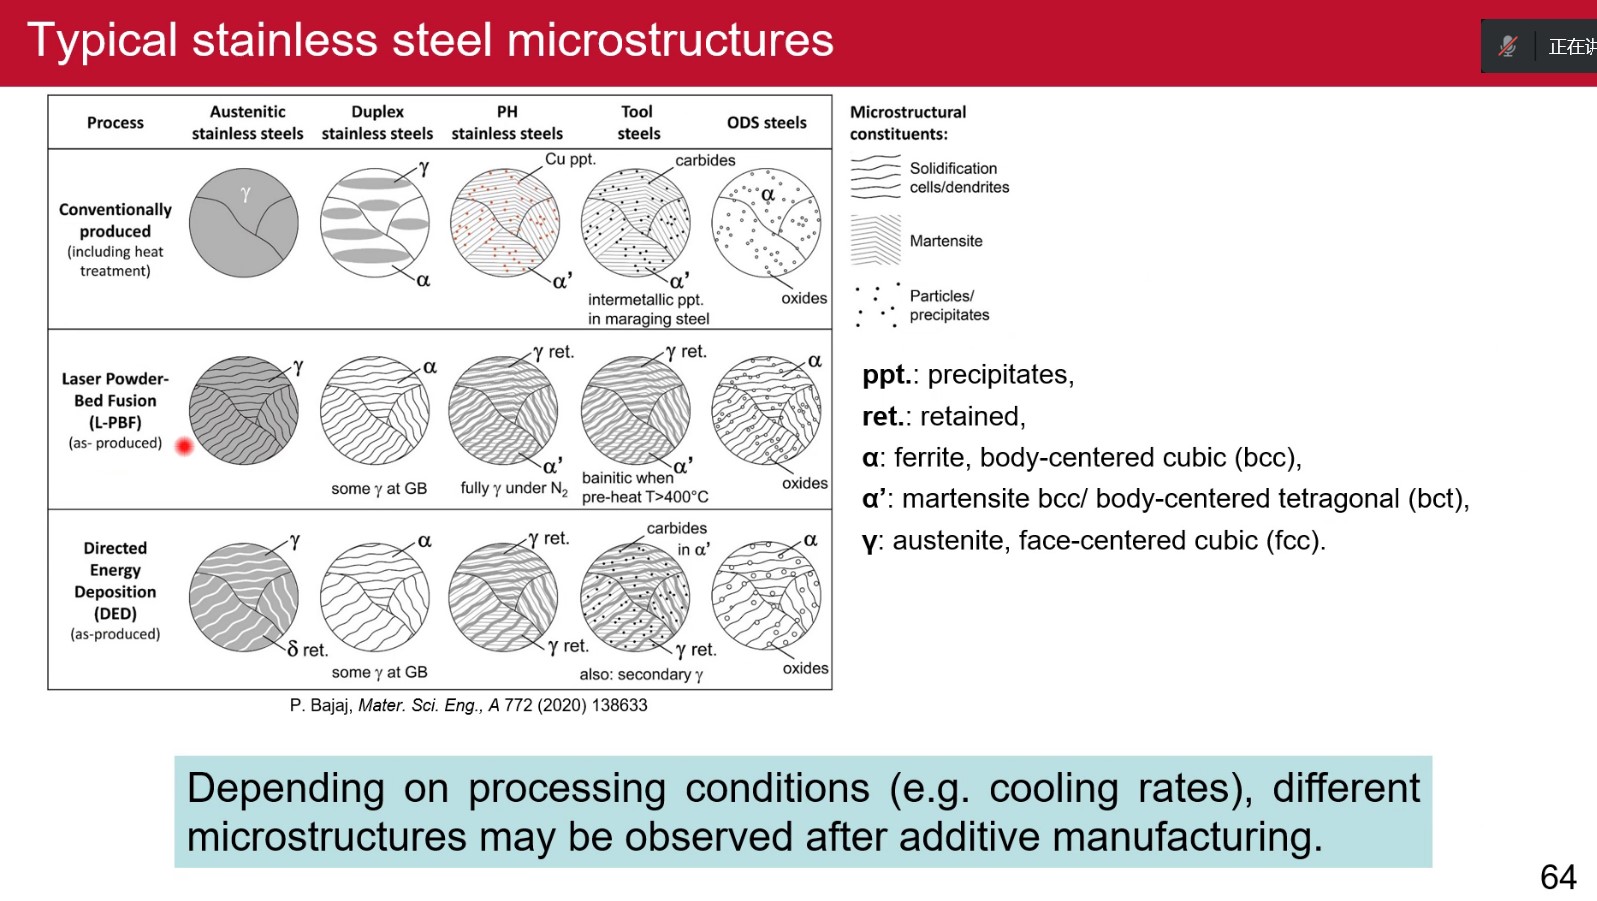 Typical stainless steel microstructures
正在讲
Process
Austenitic
stainless steels
Duplex
stainless steels
PH
stainless steels
Tool
steels
ODS steels
Conventionally
produced
(including heat
treatment)
γ
γ
α
Cu ppt.
α’
carbides
α’
intermetallic ppt.
in maraging steel
α
oxides
Laser Powder-
Bed Fusion
(L-PBF)
(as- produced)
γ
α
some γ at GB
γ ret.
α’
fully γ under N2
γ ret.
α’
bainitic when
pre-heat T>400°C
α
oxides
Directed
Energy
Deposition
(DED)
(as-produced)
γ
δ ret.
α
some γ at GB
γ ret.
γ ret.
carbides
in α’
γ ret.
also: secondary γ
α
oxides
Microstructural
constituents:
Solidification
cells/dendrites
Martensite
Particles/
precipitates
ppt.: precipitates,
ret.: retained,
α: ferrite, body-centered cubic (bcc),
α’: martensite bcc/ body-centered tetragonal (bct),
γ: austenite, face-centered cubic (fcc).
P. Bajaj, Mater. Sci. Eng., A 772 (2020) 138633
Depending on processing conditions (e.g. cooling rates), different
microstructures may be observed after additive manufacturing.
64